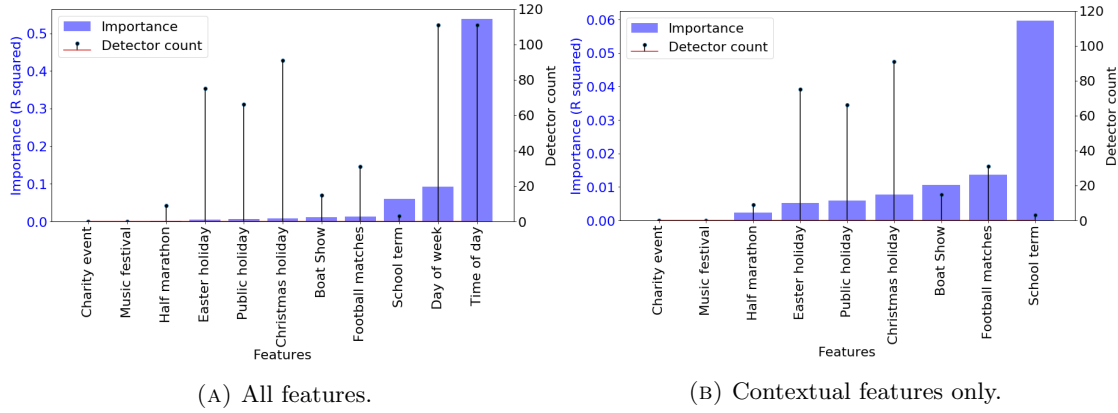 Importance
Detector count
Importance (R squared)
0.5
0.4
0.3
0.2
0.1
0.0
120
100
80
60
40
20
0
Detector count
Charity event
Music festival
Half marathon
Easter holiday
Public holiday
Christmas holiday
Boat Show
Football matches
School term
Day of week
Time of day
Features
(A) All features.
Importance
Detector count
Importance (R squared)
0.06
0.05
0.04
0.03
0.02
0.01
0.00
120
100
80
60
40
20
0
Detector count
Charity event
Music festival
Half marathon
Easter holiday
Public holiday
Christmas holiday
Boat Show
Football matches
School term
Features
(B) Contextual features only.